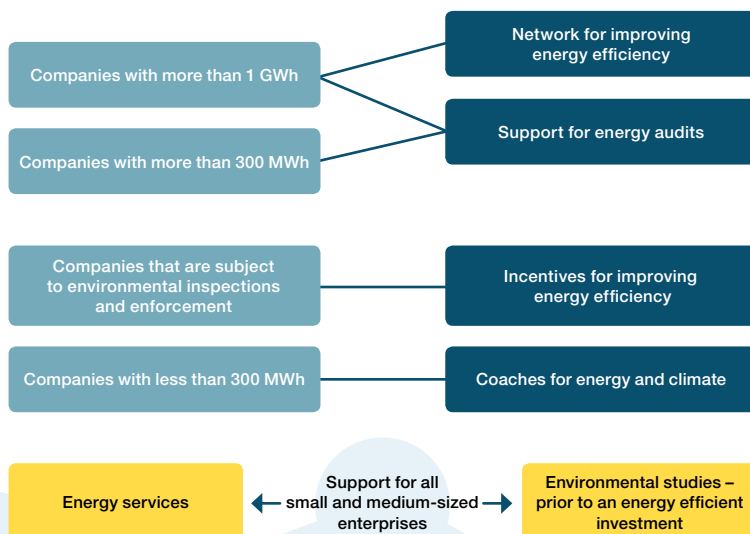 Companies with more than 1 GWh
Network for improving
energy efficiency
Companies with more than 300 MWh
Support for energy audits
Companies that are subject
to environmental inspections
and enforcement
Incentives for improving
energy efficiency
Companies with less than 300 MWh
Coaches for energy and climate
Energy services
Support for all
small and medium-sized
enterprises
Environmental studies –
prior to an energy efficient
investment